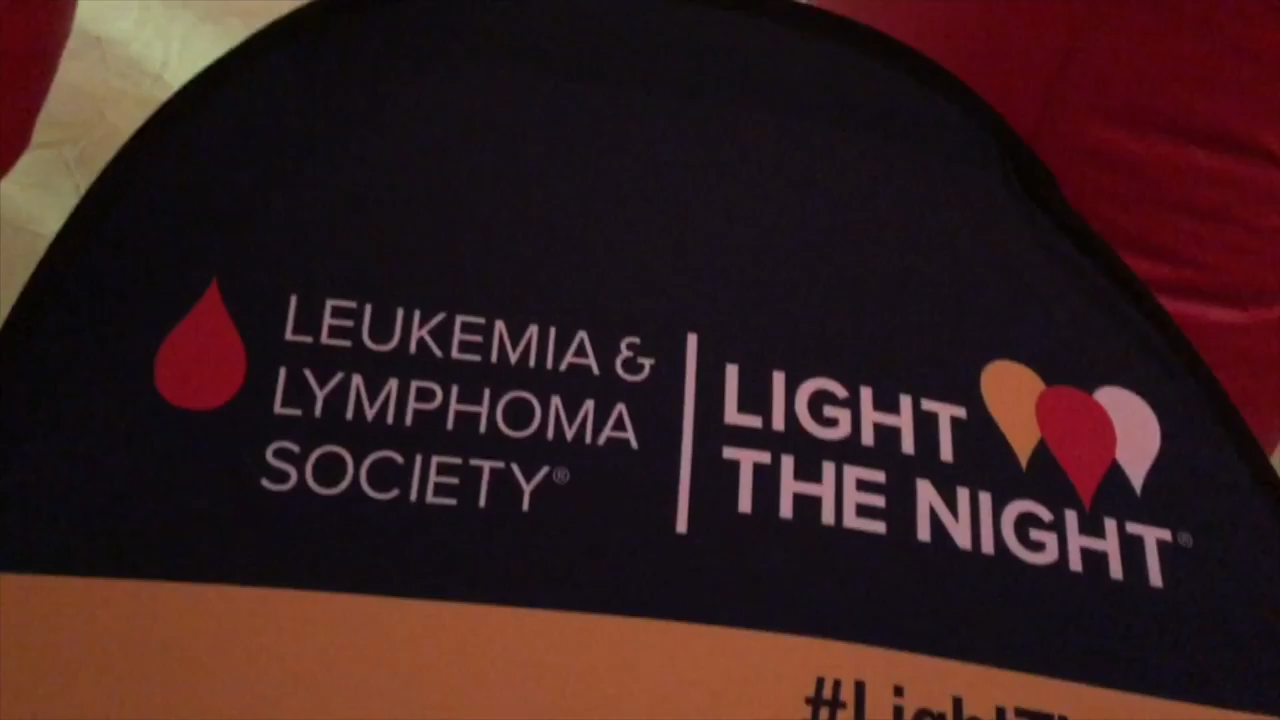 LEUKEMIA &
LYMPHOMA
SOCIETY®
LIGHT
THE NIGHT®